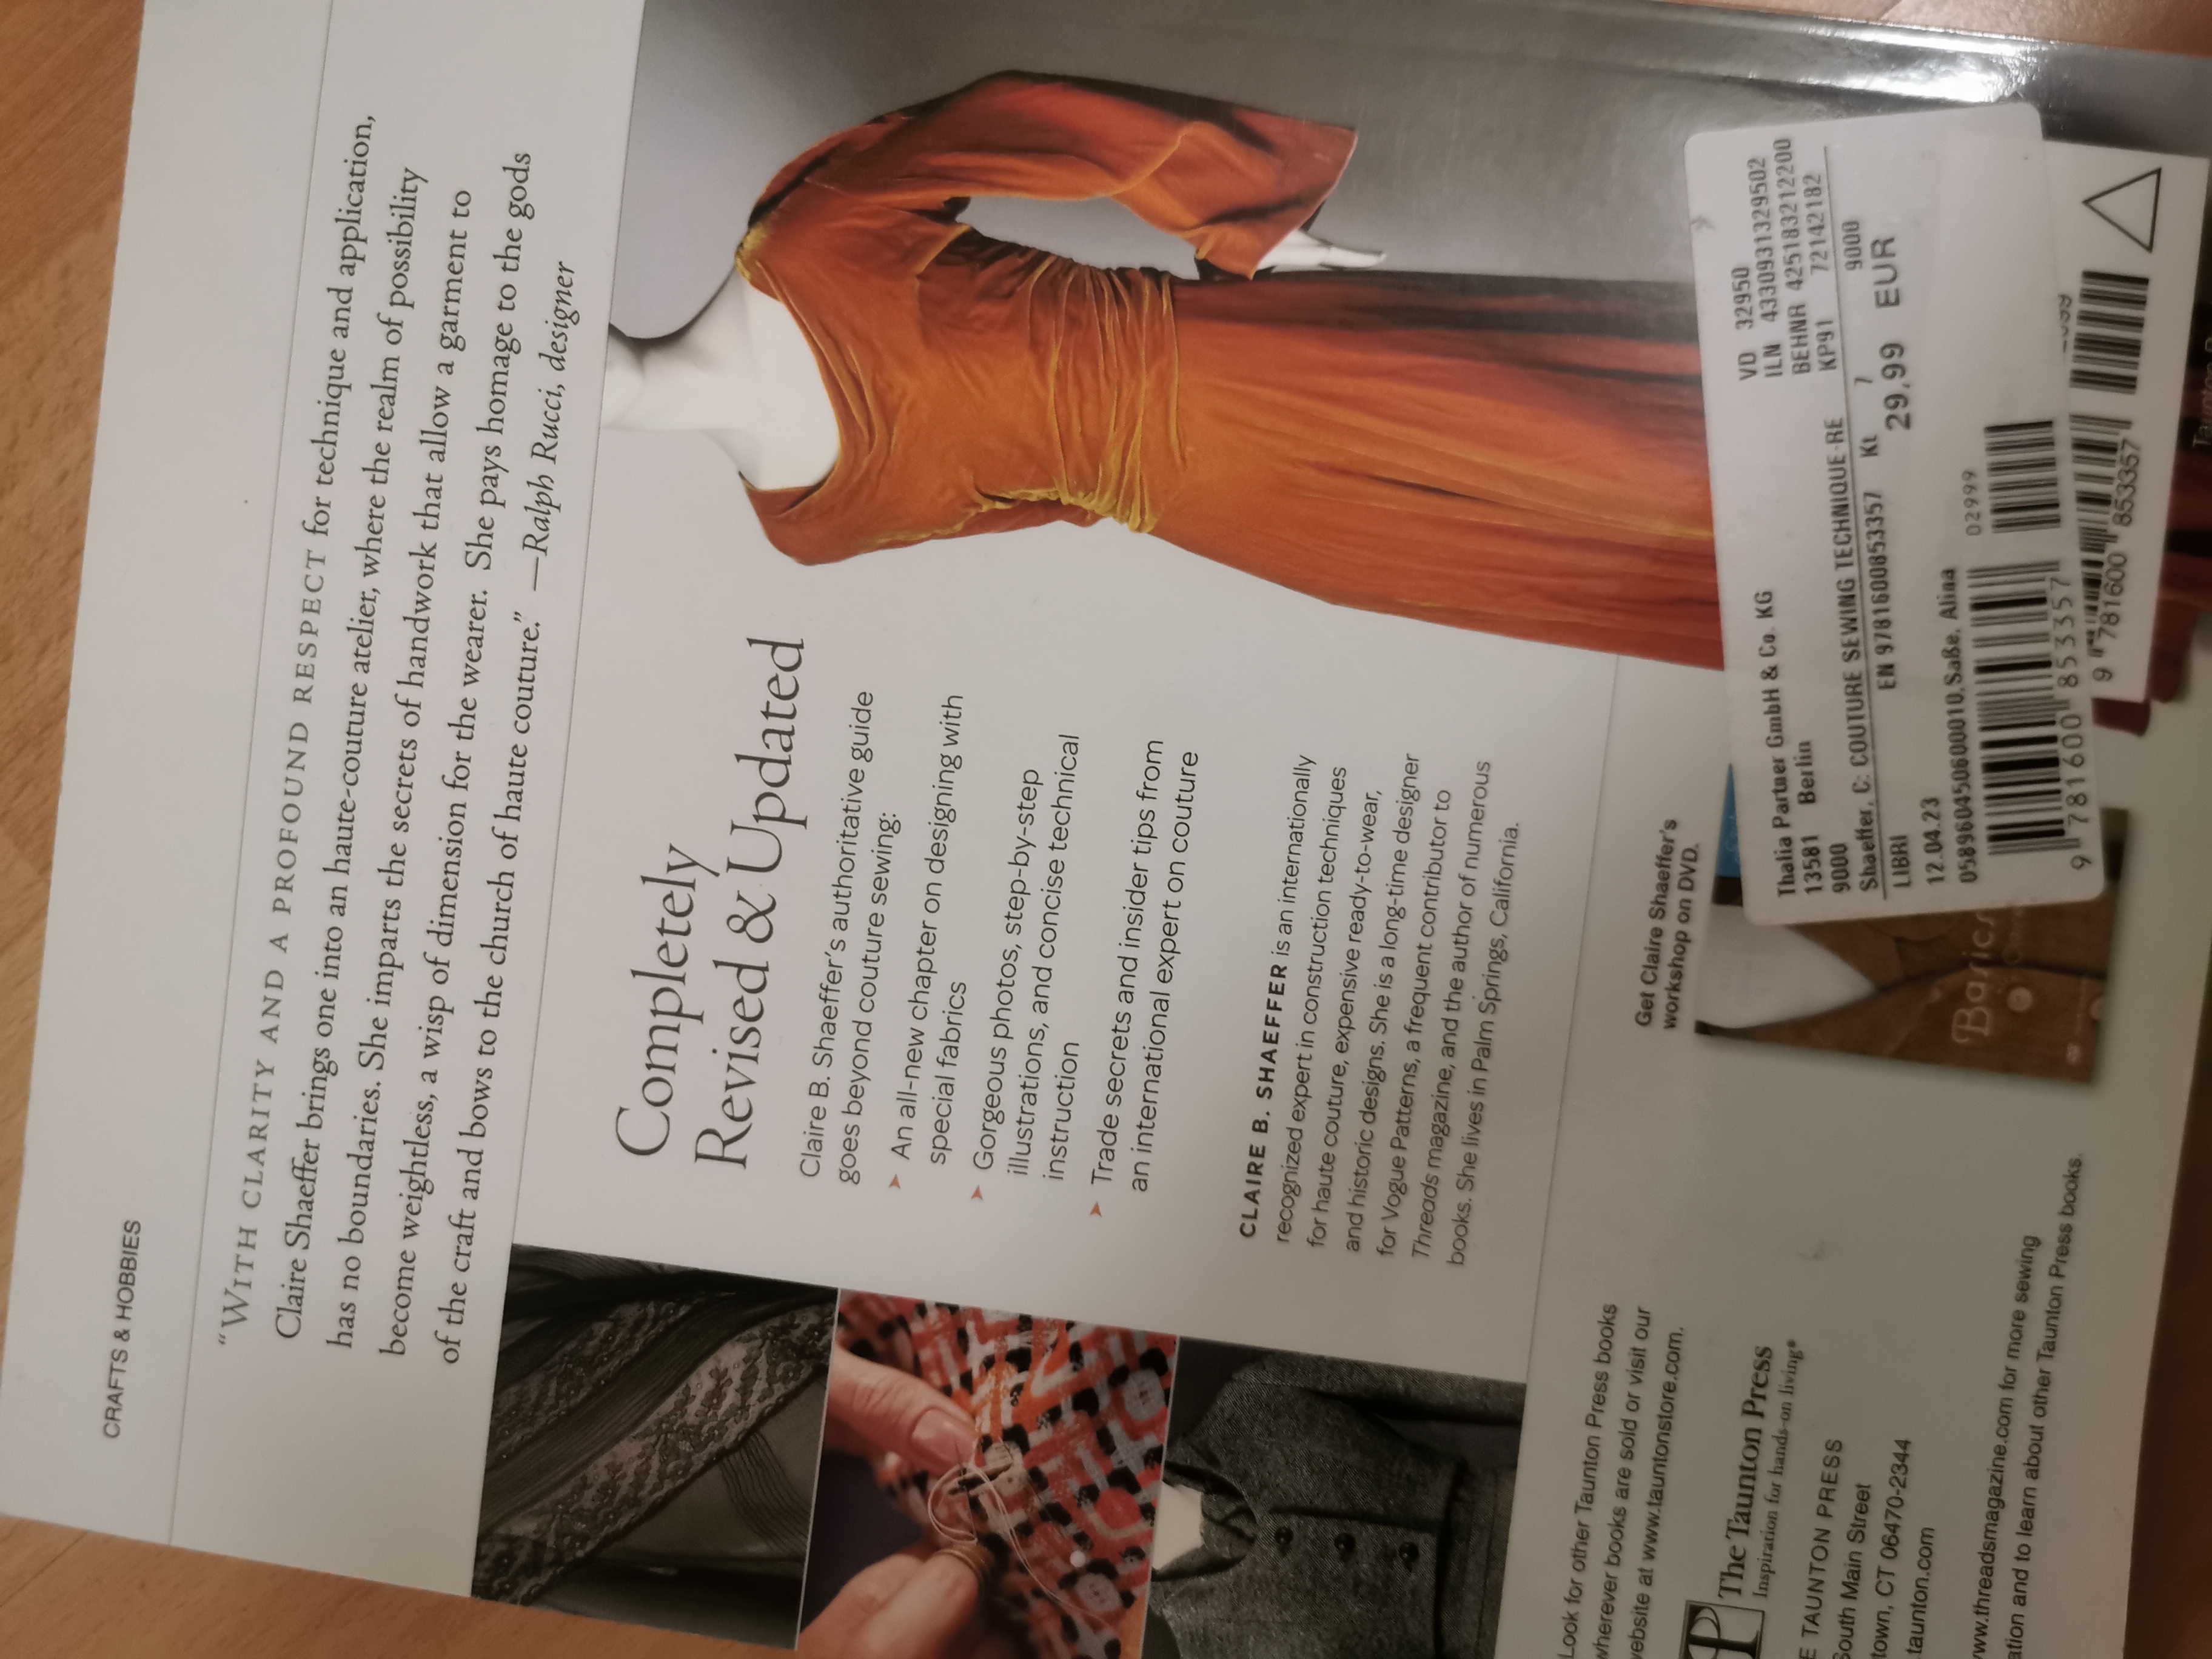 CRAFTS & HOBBIES
"WITH CLARITY AND A PROFOUND RESPECT for technique and application,
Claire Shaeffer brings one into an haute-couture atelier, where the realm of possibility
has no boundaries. She imparts the secrets of handwork that allow a garment to
become weightless, a wisp of dimension for the wearer. She pays homage to the gods
of the craft and bows to the church of haute couture." —Ralph Rucci, designer
Completely
Revised & Updated
Claire B. Shaeffer's authoritative guide
goes beyond couture sewing:
➤ An all-new chapter on designing with
special fabrics
➤ Gorgeous photos, step-by-step
illustrations, and concise technical
instruction
➤ Trade secrets and insider tips from
an international expert on couture
CLAIRE B. SHAEFFER is an internationally
recognized expert in construction techniques
for haute couture, expensive ready-to-wear,
and historic designs. She is a long-time designer
for Vogue Patterns, a frequent contributor to
Threads magazine, and the author of numerous
books. She lives in Palm Springs, California.
Look for other Taunton Press books
wherever books are sold or visit our
website at www.tauntonstore.com.
The Taunton Press
Inspiration for hands-on living®
TAUNTON PRESS
South Main Street
town, CT 06470-2344
taunton.com
www.threadsmagazine.com for more sewing
ation and to learn about other Taunton Press books.
Get Claire Shaeffer's
workshop on DVD.
Basics
Thalia Partner GmbH & Co. KG VD 32950
13581 Berlin ILN 4330931329502
9000 BEHNR 4251832122200
Shaeffer, C: COUTURE SEWING TECHNIQUE-RE KP91 72142182
LIBRI EN 9781600853357 Kt 7 9000
29,99 EUR
12.04.23
0589604506000010,Saße, Alina
02999
9 781600 853357
9 781600 853357